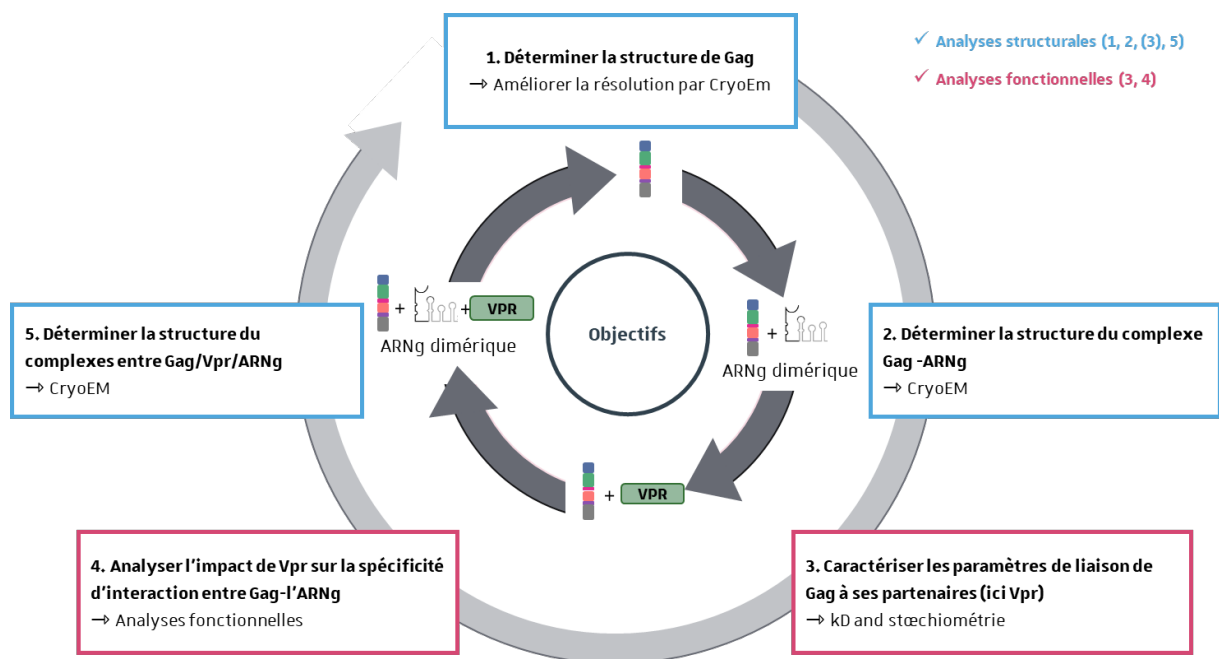 1. Déterminer la structure de Gag
→ Améliorer la résolution par CryoEm
✓ Analyses structurales (1, 2, (3), 5)
✓ Analyses fonctionnelles (3, 4)
5. Déterminer la structure du
complexes entre Gag/Vpr/ARNg
→ CryoEM
+ + VPR
ARNg dimérique
Objectifs
+
ARNg dimérique
2. Déterminer la structure du complexe
Gag -ARNg
→ CryoEM
+ VPR
4. Analyser l'impact de Vpr sur la spécificité
d'interaction entre Gag-l'ARNg
→ Analyses fonctionnelles
3. Caractériser les paramètres de liaison de
Gag à ses partenaires (ici Vpr)
→ kD and stœchiométrie